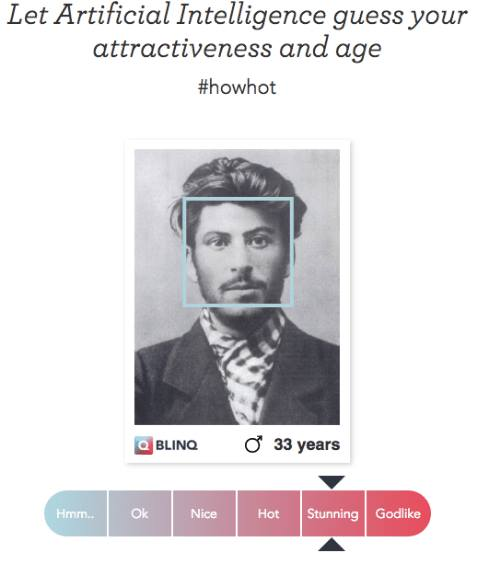 Let Artificial Intelligence guess your
attractiveness and age
#howhot
BLINQ 33 years
Hmm.. Ok Nice Hot Stunning Godlike